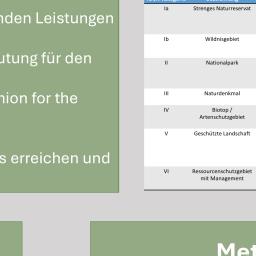 nden Leistungen
utung für den
nion for the
s erreichen und
Ia Strenges Naturreservat
Ib Wildnisgebiet
II Nationalpark
III Naturdenkmal
IV Biotop /
Artenschutzgebiet
V Geschützte Landschaft
VI Ressourcenschutzgebiet
mit Management
Met